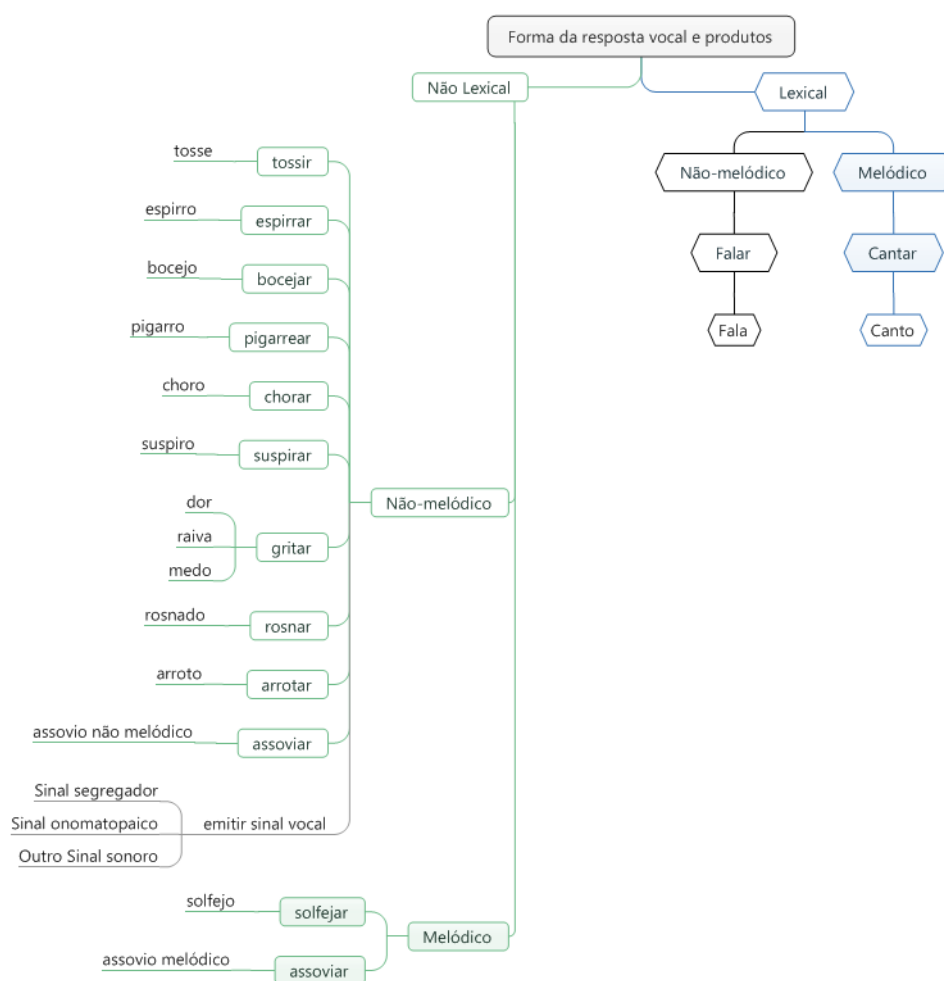 Forma da resposta vocal e produtos
Não Lexical
Lexical
Não-melódico
Melódico
Falar
Cantar
Fala
Canto
tosse
tossir
espirro
espirrar
bocejo
bocejar
pigarro
pigarrear
choro
chorar
suspiro
suspirar
Não-melódico
dor
raiva
medo
gritar
rosnado
rosnar
arroto
arrotar
assovio não melódico
assoviar
Sinal segregador
Sinal onomatopaico
Outro Sinal sonoro
emitir sinal vocal
solfejo
solfejar
Melódico
assovio melódico
assoviar